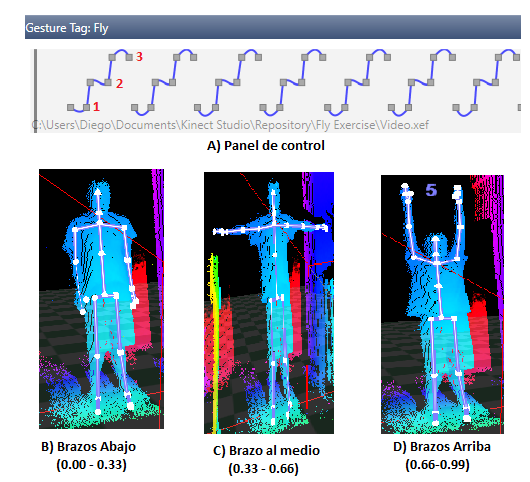 Gesture Tag: Fly
3
2
1
C:\Users\Diego\Documents\Kinect Studio\Repository\Fly Exercise\Video.xef
A) Panel de control
5
B) Brazos Abajo
(0.00 - 0.33)
C) Brazo al medio
(0.33 - 0.66)
D) Brazos Arriba
(0.66-0.99)